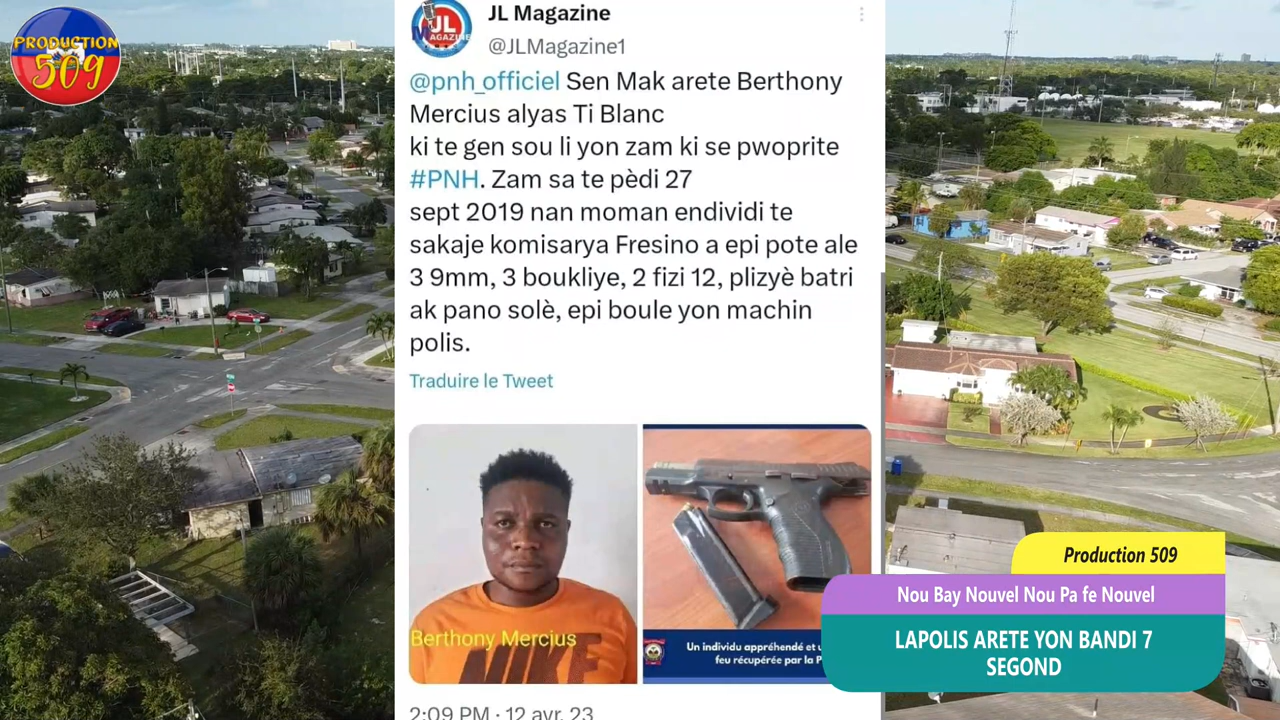 PRODUCTION
509
JL
MAGAZINE
JL Magazine
@JLMagazine1
@pnh_officiel Sen Mak arete Berthony
Mercius alyas Ti Blanc
ki te gen sou li yon zam ki se pwoprite
#PNH. Zam sa te pèdi 27
sept 2019 nan moman endividi te
sakaje komisarya Fresino a epi pote ale
3 9mm, 3 boukliye, 2 fizi 12, plizyè batri
ak pano solè, epi boule yon machin
polis.
Traduire le Tweet
Berthony Mercius
NIKE
Un individu appréhendé et
feu récupérée par la
2:09 PM · 12 avr. 23
Production 509
Nou Bay Nouvel Nou Pa fe Nouvel
LAPOLIS ARETE YON BANDI 7
SEGOND